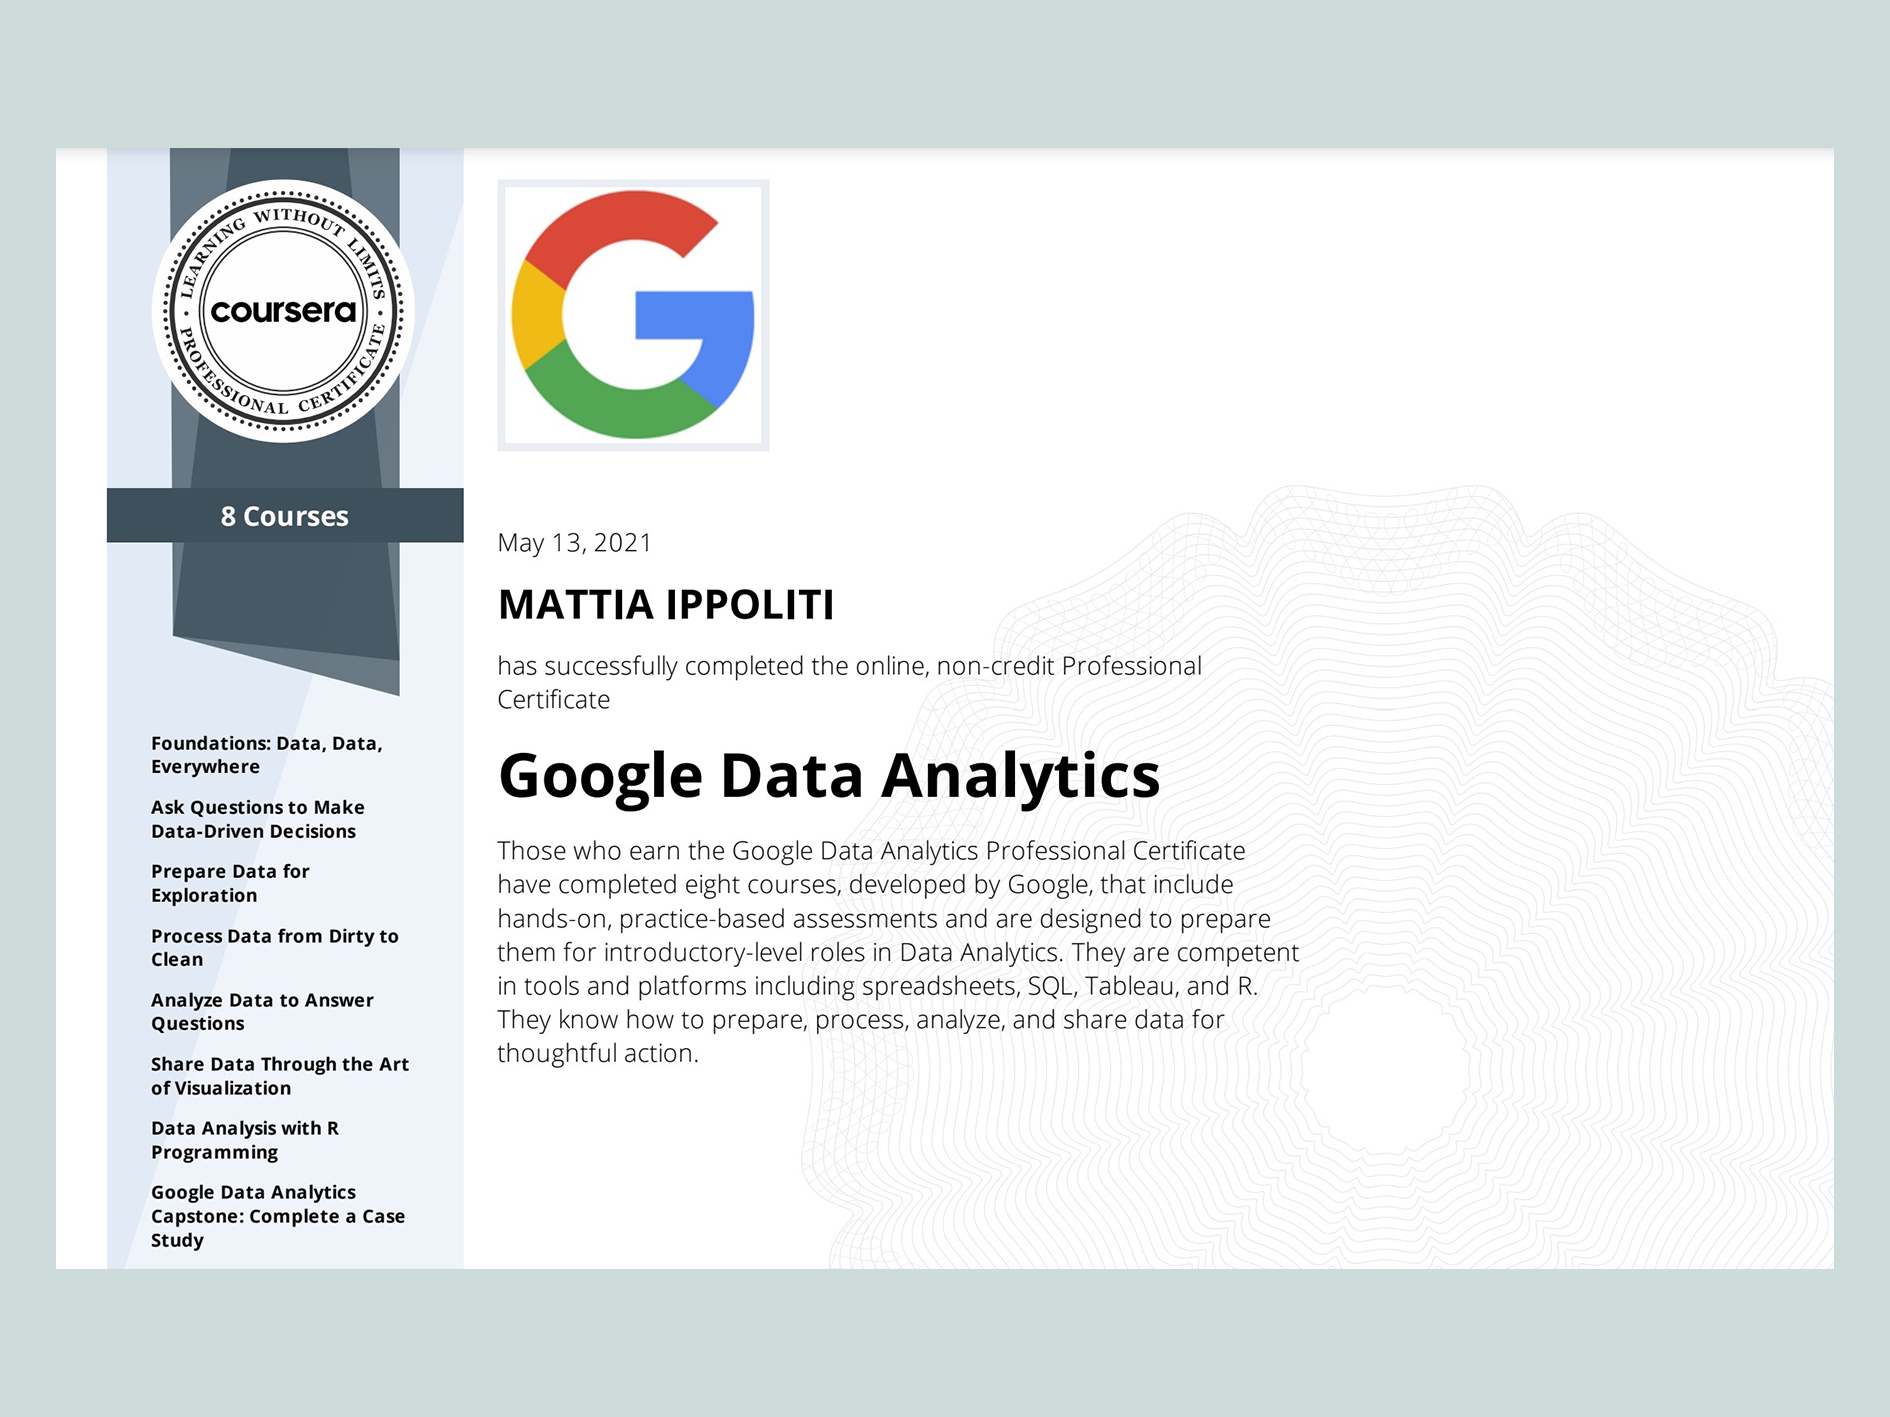 LEARNING WITHOUT LIMITS
coursera
PROFESSIONAL CERTIFICATE
8 Courses
Foundations: Data, Data,
Everywhere
Ask Questions to Make
Data-Driven Decisions
Prepare Data for
Exploration
Process Data from Dirty to
Clean
Analyze Data to Answer
Questions
Share Data Through the Art
of Visualization
Data Analysis with R
Programming
Google Data Analytics
Capstone: Complete a Case
Study
G
May 13, 2021
MATTIA IPPOLITI
has successfully completed the online, non-credit Professional
Certificate
Google Data Analytics
Those who earn the Google Data Analytics Professional Certificate
have completed eight courses, developed by Google, that include
hands-on, practice-based assessments and are designed to prepare
them for introductory-level roles in Data Analytics. They are competent
in tools and platforms including spreadsheets, SQL, Tableau, and R.
They know how to prepare, process, analyze, and share data for
thoughtful action.